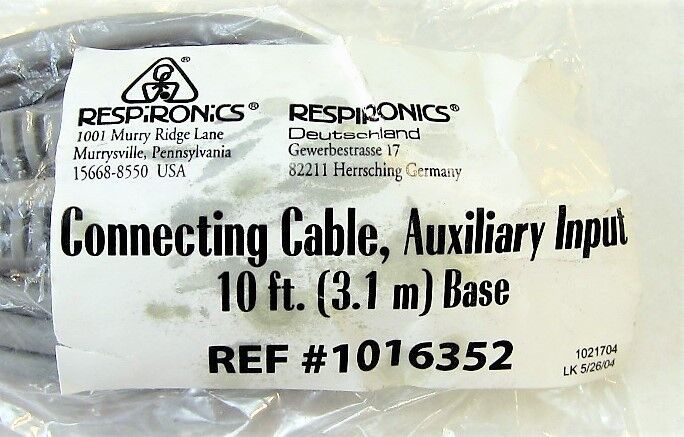 RESPIRONICS®
1001 Murry Ridge Lane
Murrysville, Pennsylvania
15668-8550 USA
RESPIRONICS®
Deutschland
Gewerbestrasse 17
82211 Herrsching Germany
Connecting Cable, Auxiliary Input
10 ft. (3.1 m) Base
REF #1016352
1021704
LK 5/26/04